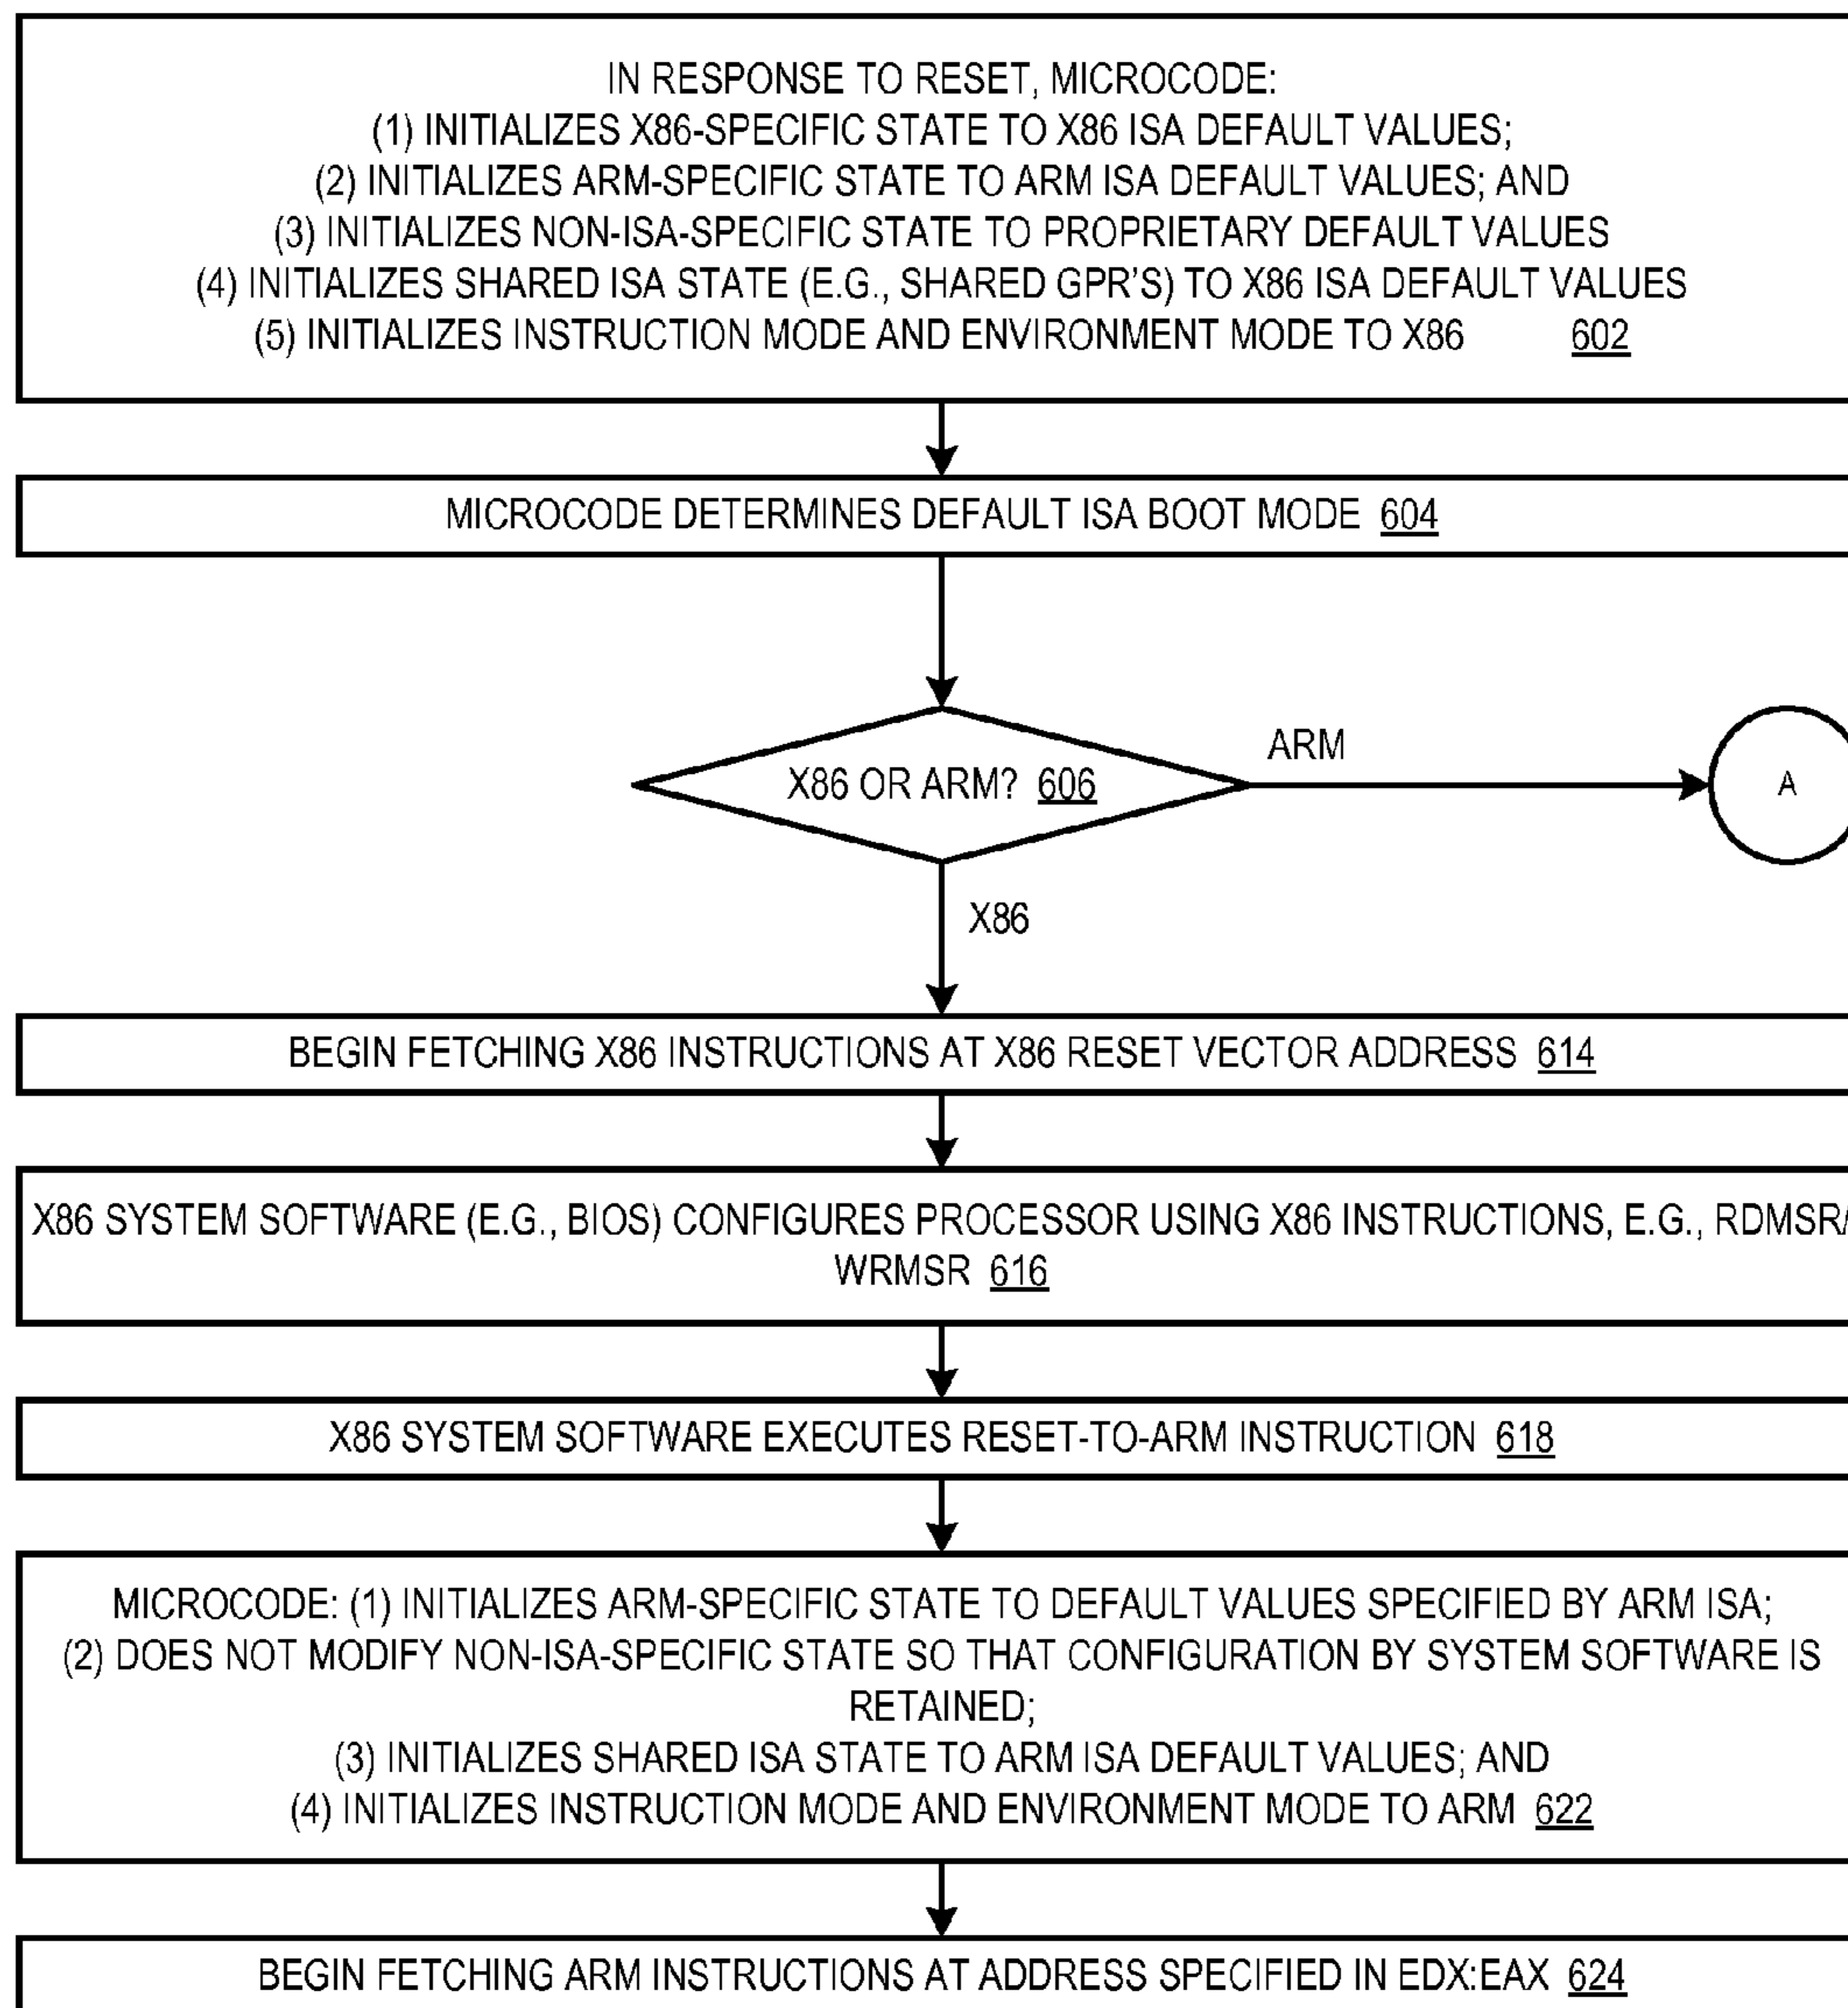 IN RESPONSE TO RESET, MICROCODE:
(1) INITIALIZES X86-SPECIFIC STATE TO X86 ISA DEFAULT VALUES;
(2) INITIALIZES ARM-SPECIFIC STATE TO ARM ISA DEFAULT VALUES; AND
(3) INITIALIZES NON-ISA-SPECIFIC STATE TO PROPRIETARY DEFAULT VALUES
(4) INITIALIZES SHARED ISA STATE (E.G., SHARED GPR'S) TO X86 ISA DEFAULT VALUES
(5) INITIALIZES INSTRUCTION MODE AND ENVIRONMENT MODE TO X86 602
MICROCODE DETERMINES DEFAULT ISA BOOT MODE 604
ARM
X86 OR ARM? 606
A
X86
BEGIN FETCHING X86 INSTRUCTIONS AT X86 RESET VECTOR ADDRESS 614
X86 SYSTEM SOFTWARE (E.G., BIOS) CONFIGURES PROCESSOR USING X86 INSTRUCTIONS, E.G., RDMSR/
WRMSR 616
X86 SYSTEM SOFTWARE EXECUTES RESET-TO-ARM INSTRUCTION 618
MICROCODE: (1) INITIALIZES ARM-SPECIFIC STATE TO DEFAULT VALUES SPECIFIED BY ARM ISA;
(2) DOES NOT MODIFY NON-ISA-SPECIFIC STATE SO THAT CONFIGURATION BY SYSTEM SOFTWARE IS
RETAINED;
(3) INITIALIZES SHARED ISA STATE TO ARM ISA DEFAULT VALUES; AND
(4) INITIALIZES INSTRUCTION MODE AND ENVIRONMENT MODE TO ARM 622
BEGIN FETCHING ARM INSTRUCTIONS AT ADDRESS SPECIFIED IN EDX:EAX 624